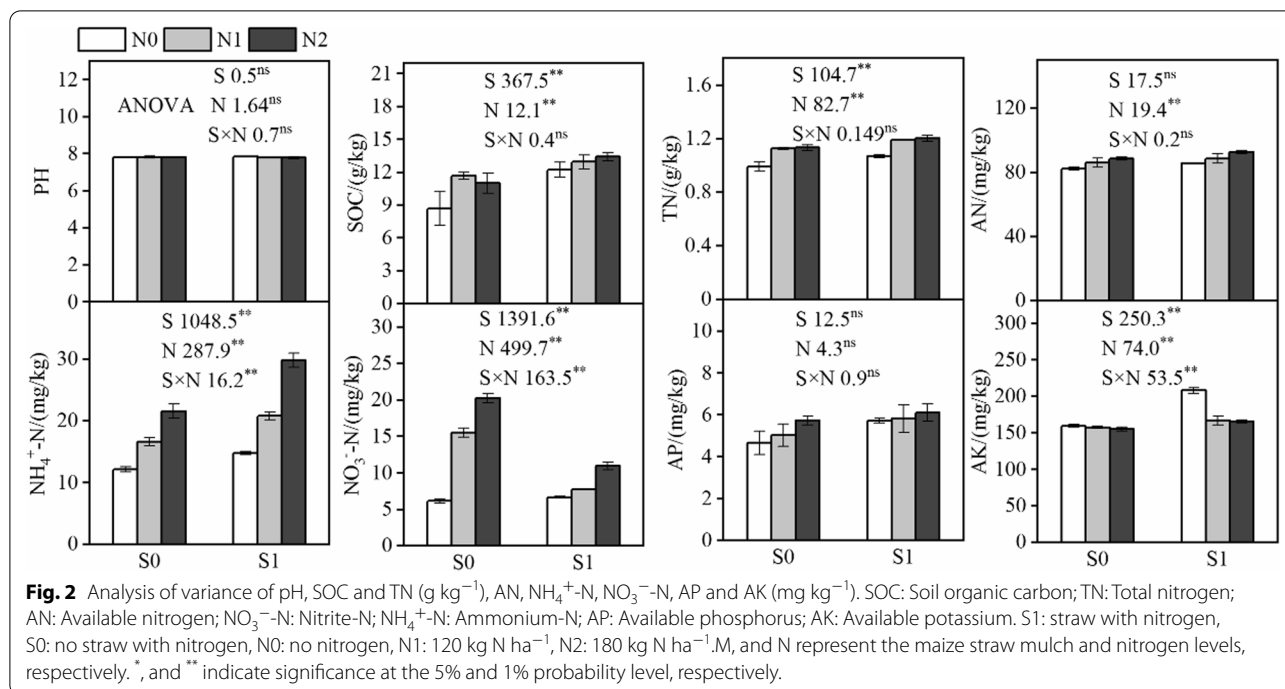 N0 N1 N2
PH
12
10
8
6
4
2
0
ANOVA
S 0.5ns
N 1.64ns
S×N 0.7ns
SOC/(g/kg)
21
18
15
12
9
6
3
0
S 367.5**
N 12.1**
S×N 0.4ns
TN/(g/kg)
1.6
1.2
0.8
0.4
0
S 104.7**
N 82.7**
S×N 0.149ns
AN/(mg/kg)
120
80
40
0
S 17.5ns
N 19.4**
S×N 0.2ns
NH₄⁺-N/(mg/kg)
30
20
10
0
S 1048.5**
N 287.9**
S×N 16.2**
S0 S1
NO₃⁻-N/(mg/kg)
20
15
10
5
0
S 1391.6**
N 499.7**
S×N 163.5**
S0 S1
AP/(mg/kg)
6
4
2
0
S 12.5ns
N 4.3ns
S×N 0.9ns
S0 S1
AK/(mg/kg)
300
250
200
150
100
50
0
S 250.3**
N 74.0**
S×N 53.5**
S0 S1
Fig. 2 Analysis of variance of pH, SOC and TN (g kg⁻¹), AN, NH₄⁺-N, NO₃⁻-N, AP and AK (mg kg⁻¹). SOC: Soil organic carbon; TN: Total nitrogen;
AN: Available nitrogen; NO₃⁻-N: Nitrite-N; NH₄⁺-N: Ammonium-N; AP: Available phosphorus; AK: Available potassium. S1: straw with nitrogen,
S0: no straw with nitrogen, N0: no nitrogen, N1: 120 kg N ha⁻¹, N2: 180 kg N ha⁻¹.M, and N represent the maize straw mulch and nitrogen levels,
respectively. *, and ** indicate significance at the 5% and 1% probability level, respectively.